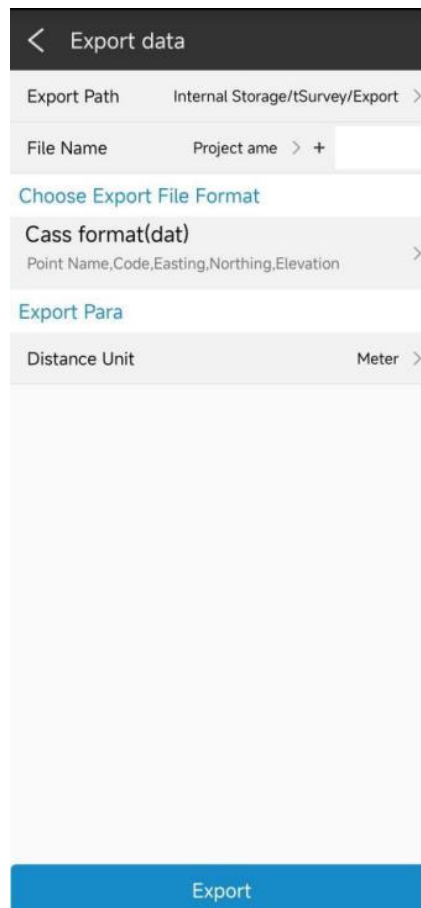 Export data
Export Path Internal Storage/tSurvey/Export >
File Name Project ame > +
Choose Export File Format
Cass format(dat)
Point Name,Code,Easting,Northing,Elevation
Export Para
Distance Unit Meter >
Export